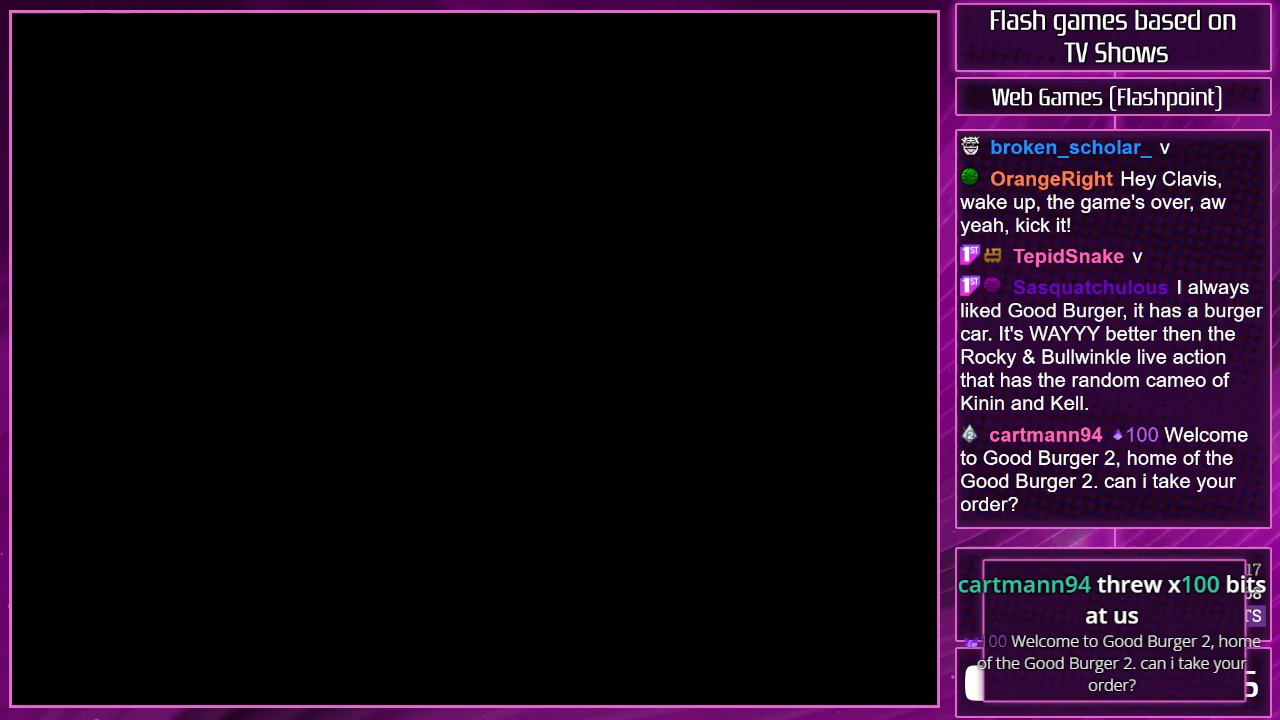 Flash games based on
TV Shows
Web Games (Flashpoint)
broken_scholar_ v
OrangeRight Hey Clavis,
wake up, the game's over, aw
yeah, kick it!
TepidSnake v
Sasquatchulous I always
liked Good Burger, it has a burger
car. It's WAYYY better then the
Rocky & Bullwinkle live action
that has the random cameo of
Kinin and Kell.
cartmann94 100 Welcome
to Good Burger 2, home of the
Good Burger 2. can i take your
order?
cartmann94 threw x100 bits
at us
100 Welcome to Good Burger 2, home
of the Good Burger 2. can i take your
order?